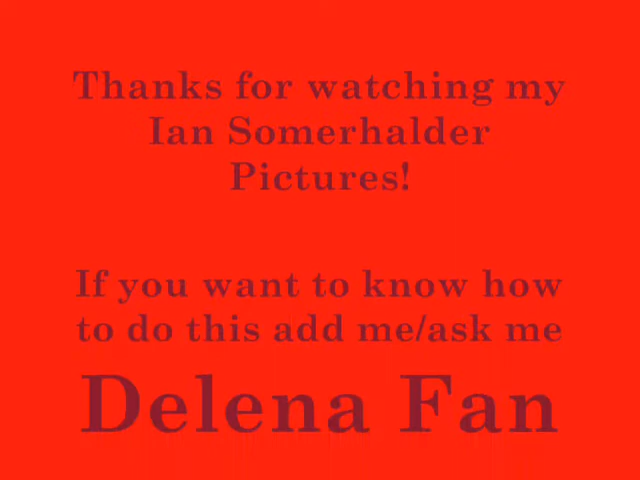 Thanks for watching my
Ian Somerhalder
Pictures!
If you want to know how
to do this add me/ask me
Delena Fan